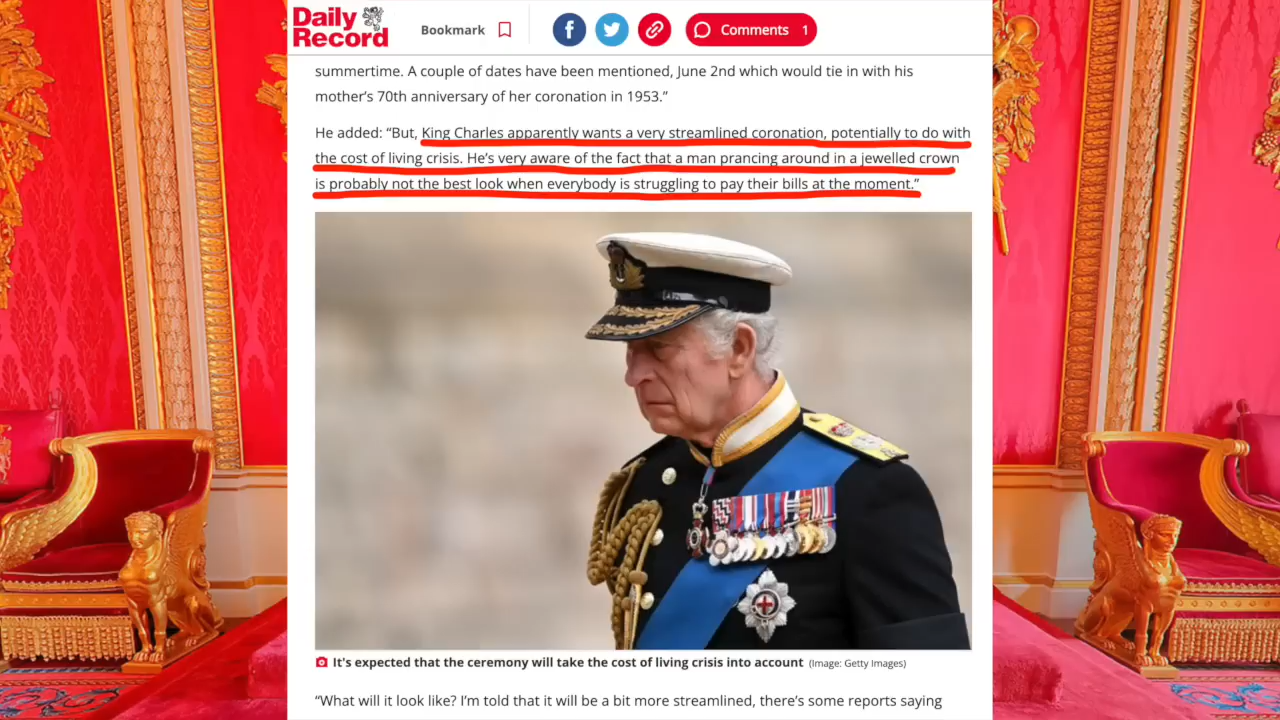 Daily
Record
Bookmark
Comments 1
summertime. A couple of dates have been mentioned, June 2nd which would tie in with his
mother’s 70th anniversary of her coronation in 1953.”
He added: “But, King Charles apparently wants a very streamlined coronation, potentially to do with
the cost of living crisis. He’s very aware of the fact that a man prancing around in a jewelled crown
is probably not the best look when everybody is struggling to pay their bills at the moment.”
It's expected that the ceremony will take the cost of living crisis into account (Image: Getty Images)
“What will it look like? I’m told that it will be a bit more streamlined, there’s some reports saying